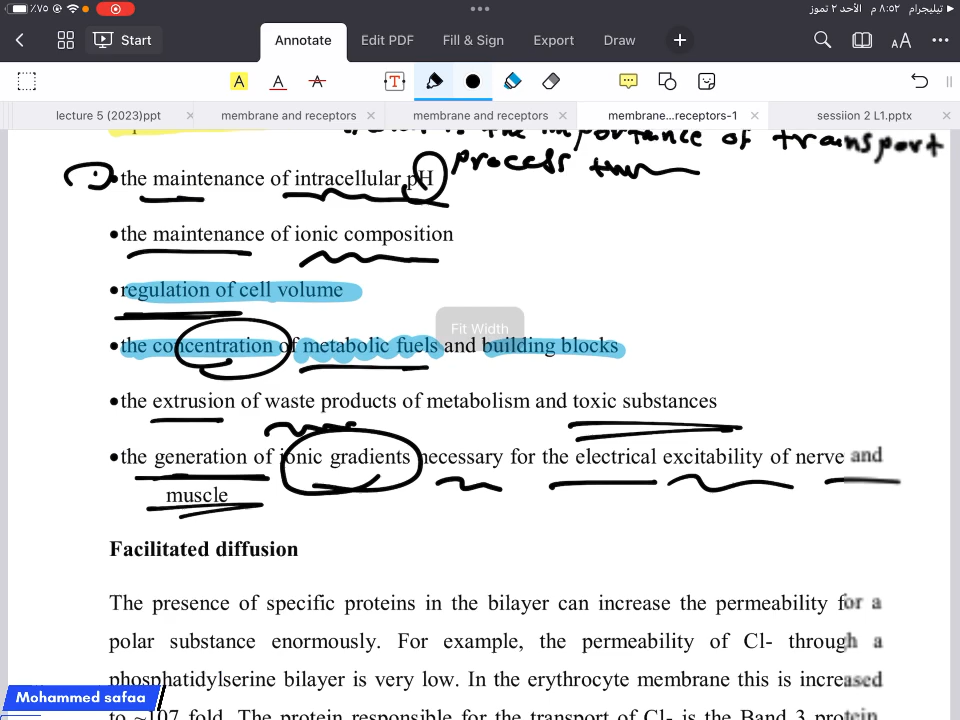 ٪٧٥ تيليجرام ٨:٥٢ م الأحد ٢ تموز
Start Annotate Edit PDF Fill & Sign Export Draw
lecture 5 (2023)ppt membrane and receptors membrane and receptors membrane...receptors-1 sessiion 2 L1.pptx
the importance of transport
process
•the maintenance of intracellular pH
•the maintenance of ionic composition
•regulation of cell volume
Fit Width
•the concentration of metabolic fuels and building blocks
•the extrusion of waste products of metabolism and toxic substances
•the generation of ionic gradients necessary for the electrical excitability of nerve and
muscle
Facilitated diffusion
The presence of specific proteins in the bilayer can increase the permeability for a
polar substance enormously. For example, the permeability of Cl- through a
phosphatidylserine bilayer is very low. In the erythrocyte membrane this is increased
Mohammed safaa
to ~107 fold. The protein responsible for the transport of Cl- is the Band 3 protein